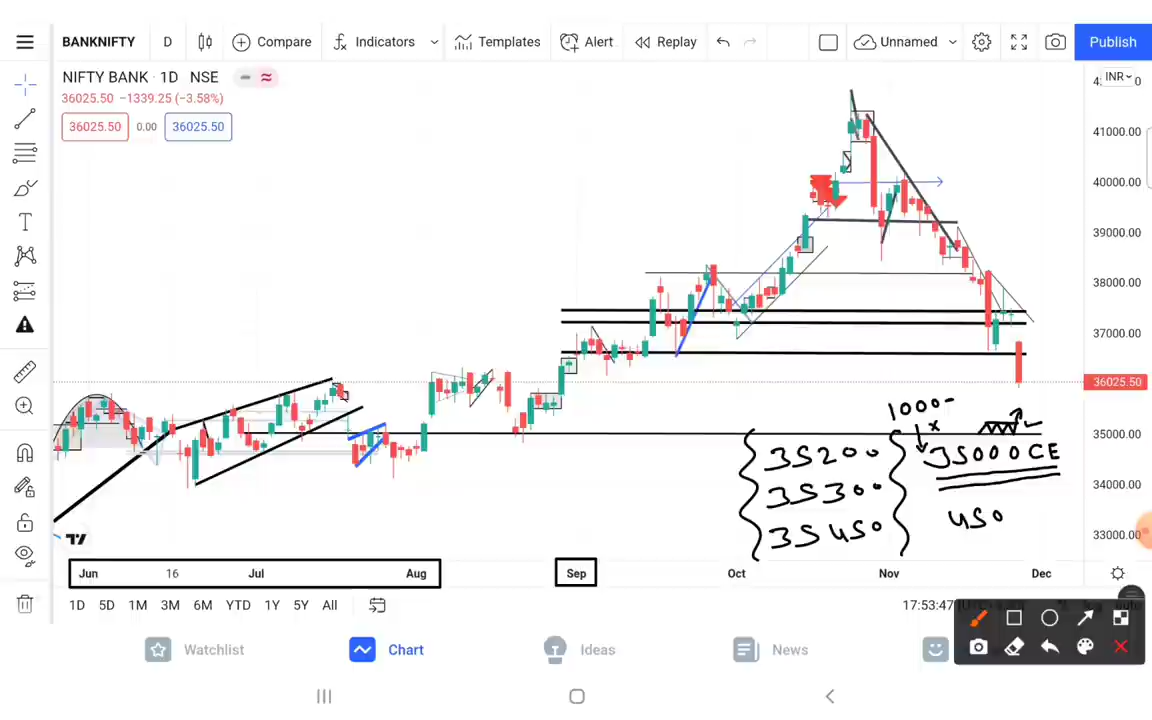 BANKNIFTY D Compare Indicators Templates Alert Replay Unnamed Publish
NIFTY BANK · 1D NSE
36025.50 −1339.25 (−3.58%)
36025.50 0.00 36025.50
INR
41000.00
40000.00
39000.00
38000.00
37000.00
36025.50
35000.00
34000.00
33000.00
1000-
x
35200 35000CE
35300
35450 450
Jun 16 Jul Aug Sep Oct Nov Dec
1D 5D 1M 3M 6M YTD 1Y 5Y All 17:53:47
Watchlist Chart Ideas News